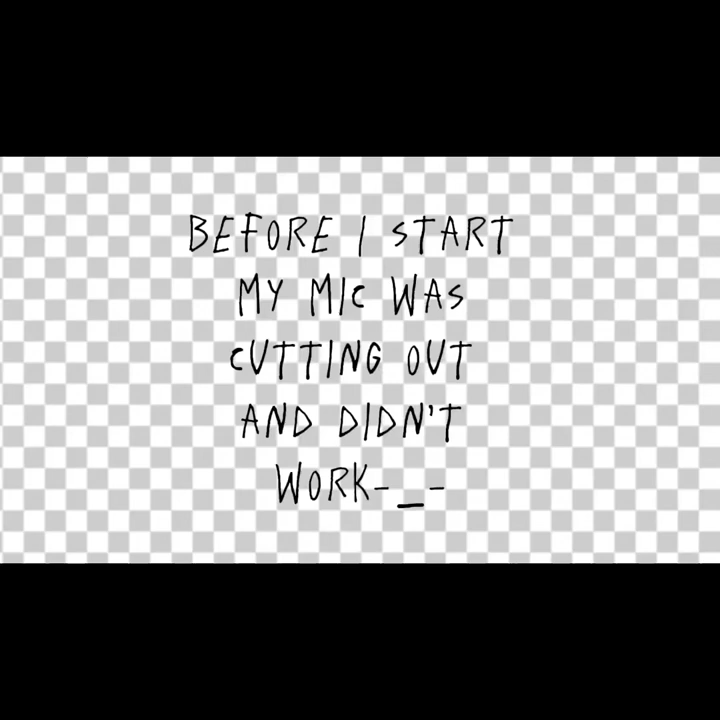 BEFORE I START
MY MIC WAS
CUTTING OUT
AND DIDN'T
WORK-_-